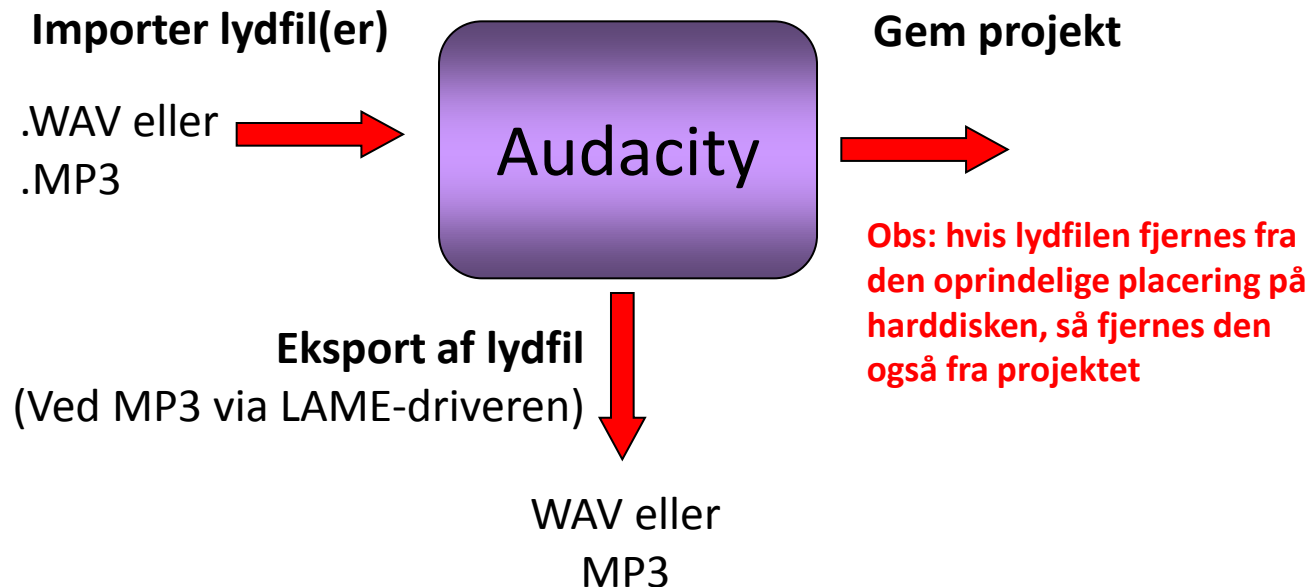 Importer lydfil(er)
.WAV eller
.MP3
Audacity
Gem projekt
Obs: hvis lydfilen fjernes fra
den oprindelige placering på
harddisken, så fjernes den
også fra projektet
Eksport af lydfil
(Ved MP3 via LAME-driveren)
WAV eller
MP3